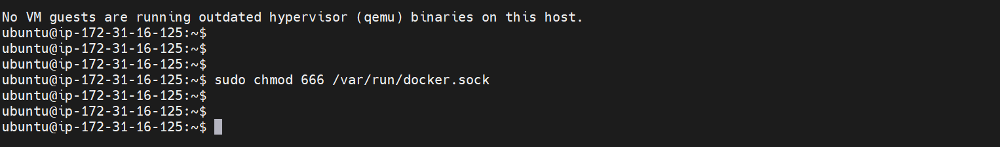 No VM guests are running outdated hypervisor (qemu) binaries on this host.
ubuntu@ip-172-31-16-125:~$
ubuntu@ip-172-31-16-125:~$
ubuntu@ip-172-31-16-125:~$
ubuntu@ip-172-31-16-125:~$ sudo chmod 666 /var/run/docker.sock
ubuntu@ip-172-31-16-125:~$
ubuntu@ip-172-31-16-125:~$
ubuntu@ip-172-31-16-125:~$